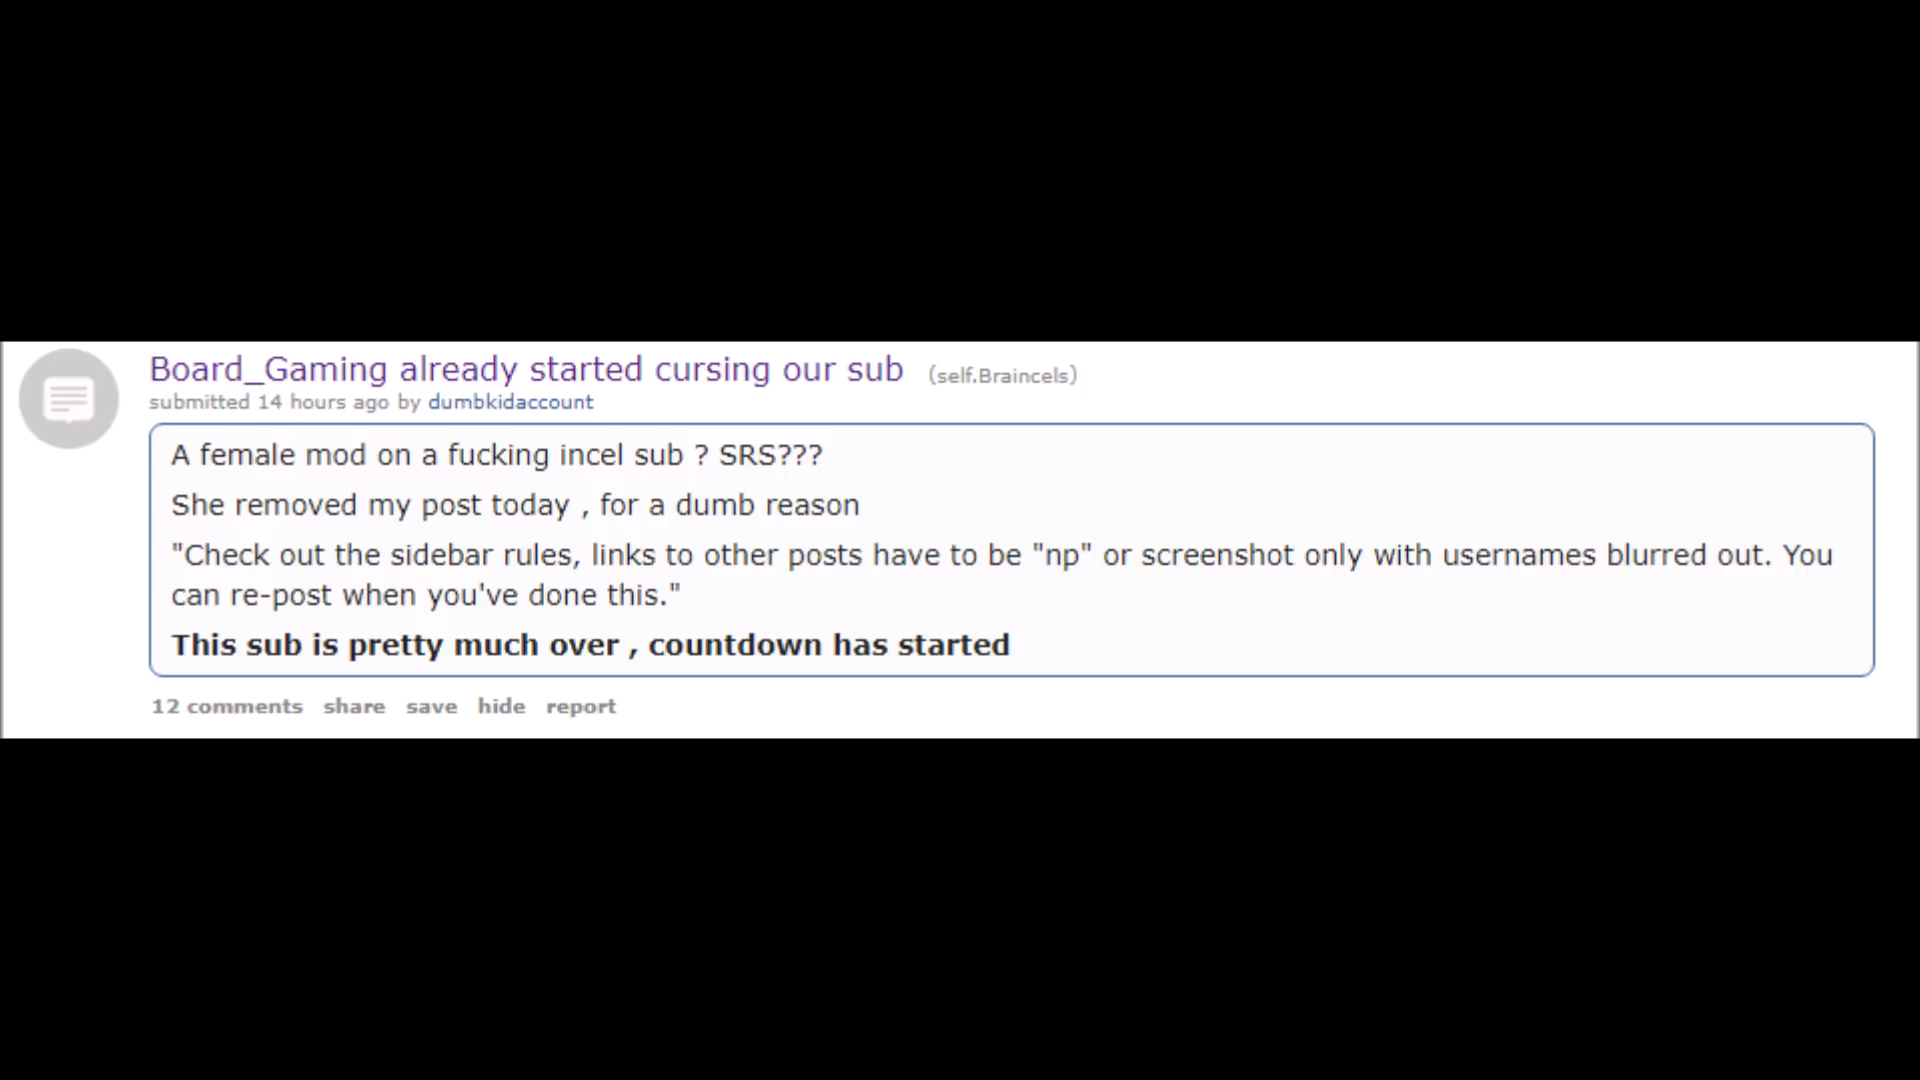 Board_Gaming already started cursing our sub (self.Braincels)
submitted 14 hours ago by dumbkidaccount
A female mod on a fucking incel sub ? SRS???
She removed my post today , for a dumb reason
"Check out the sidebar rules, links to other posts have to be "np" or screenshot only with usernames blurred out. You
can re-post when you've done this."
This sub is pretty much over , countdown has started
12 comments share save hide report